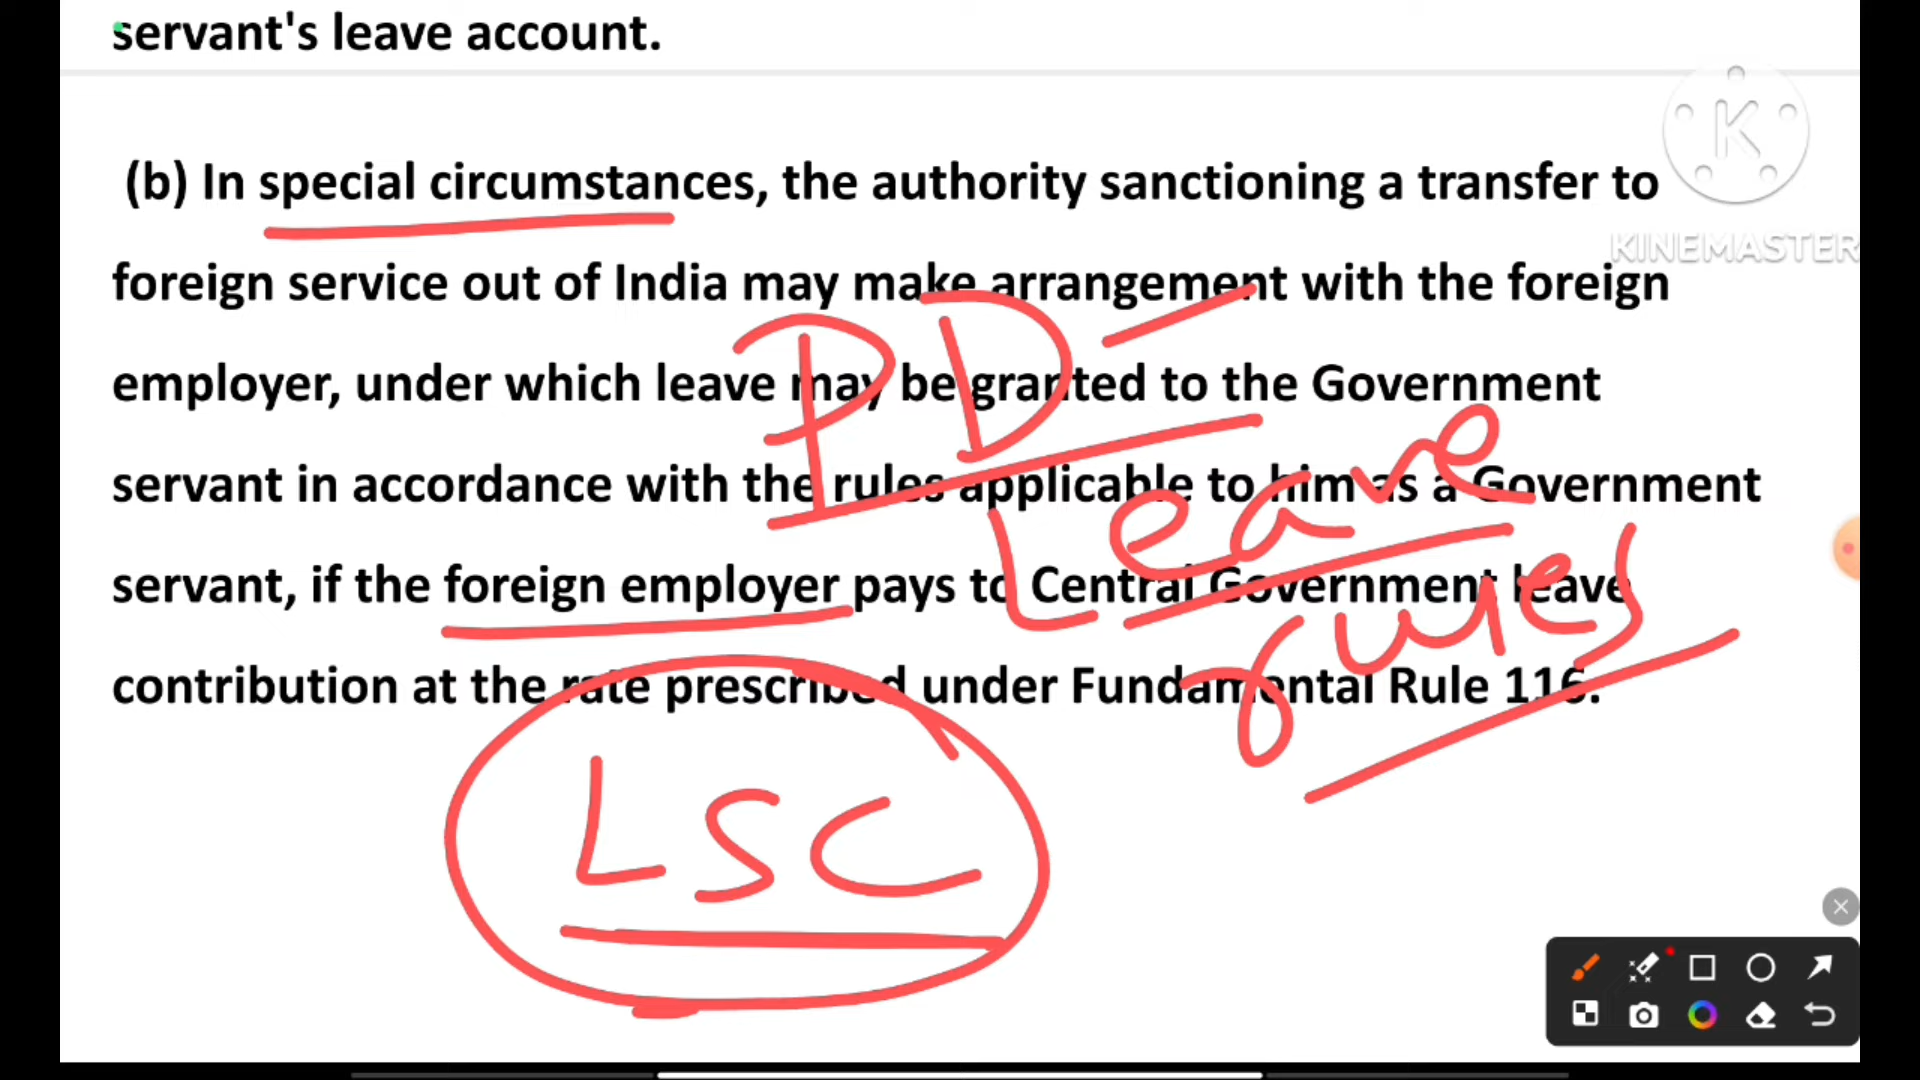 servant's leave account.
(b) In special circumstances, the authority sanctioning a transfer to
foreign service out of India may make arrangement with the foreign
employer, under which leave may be granted to the Government
servant in accordance with the rules applicable to him as a Government
servant, if the foreign employer pays to Central Government leave
contribution at the rate prescribed under Fundamental Rule 116.
K
KINEMASTER
PD
Leave
rules
LSC